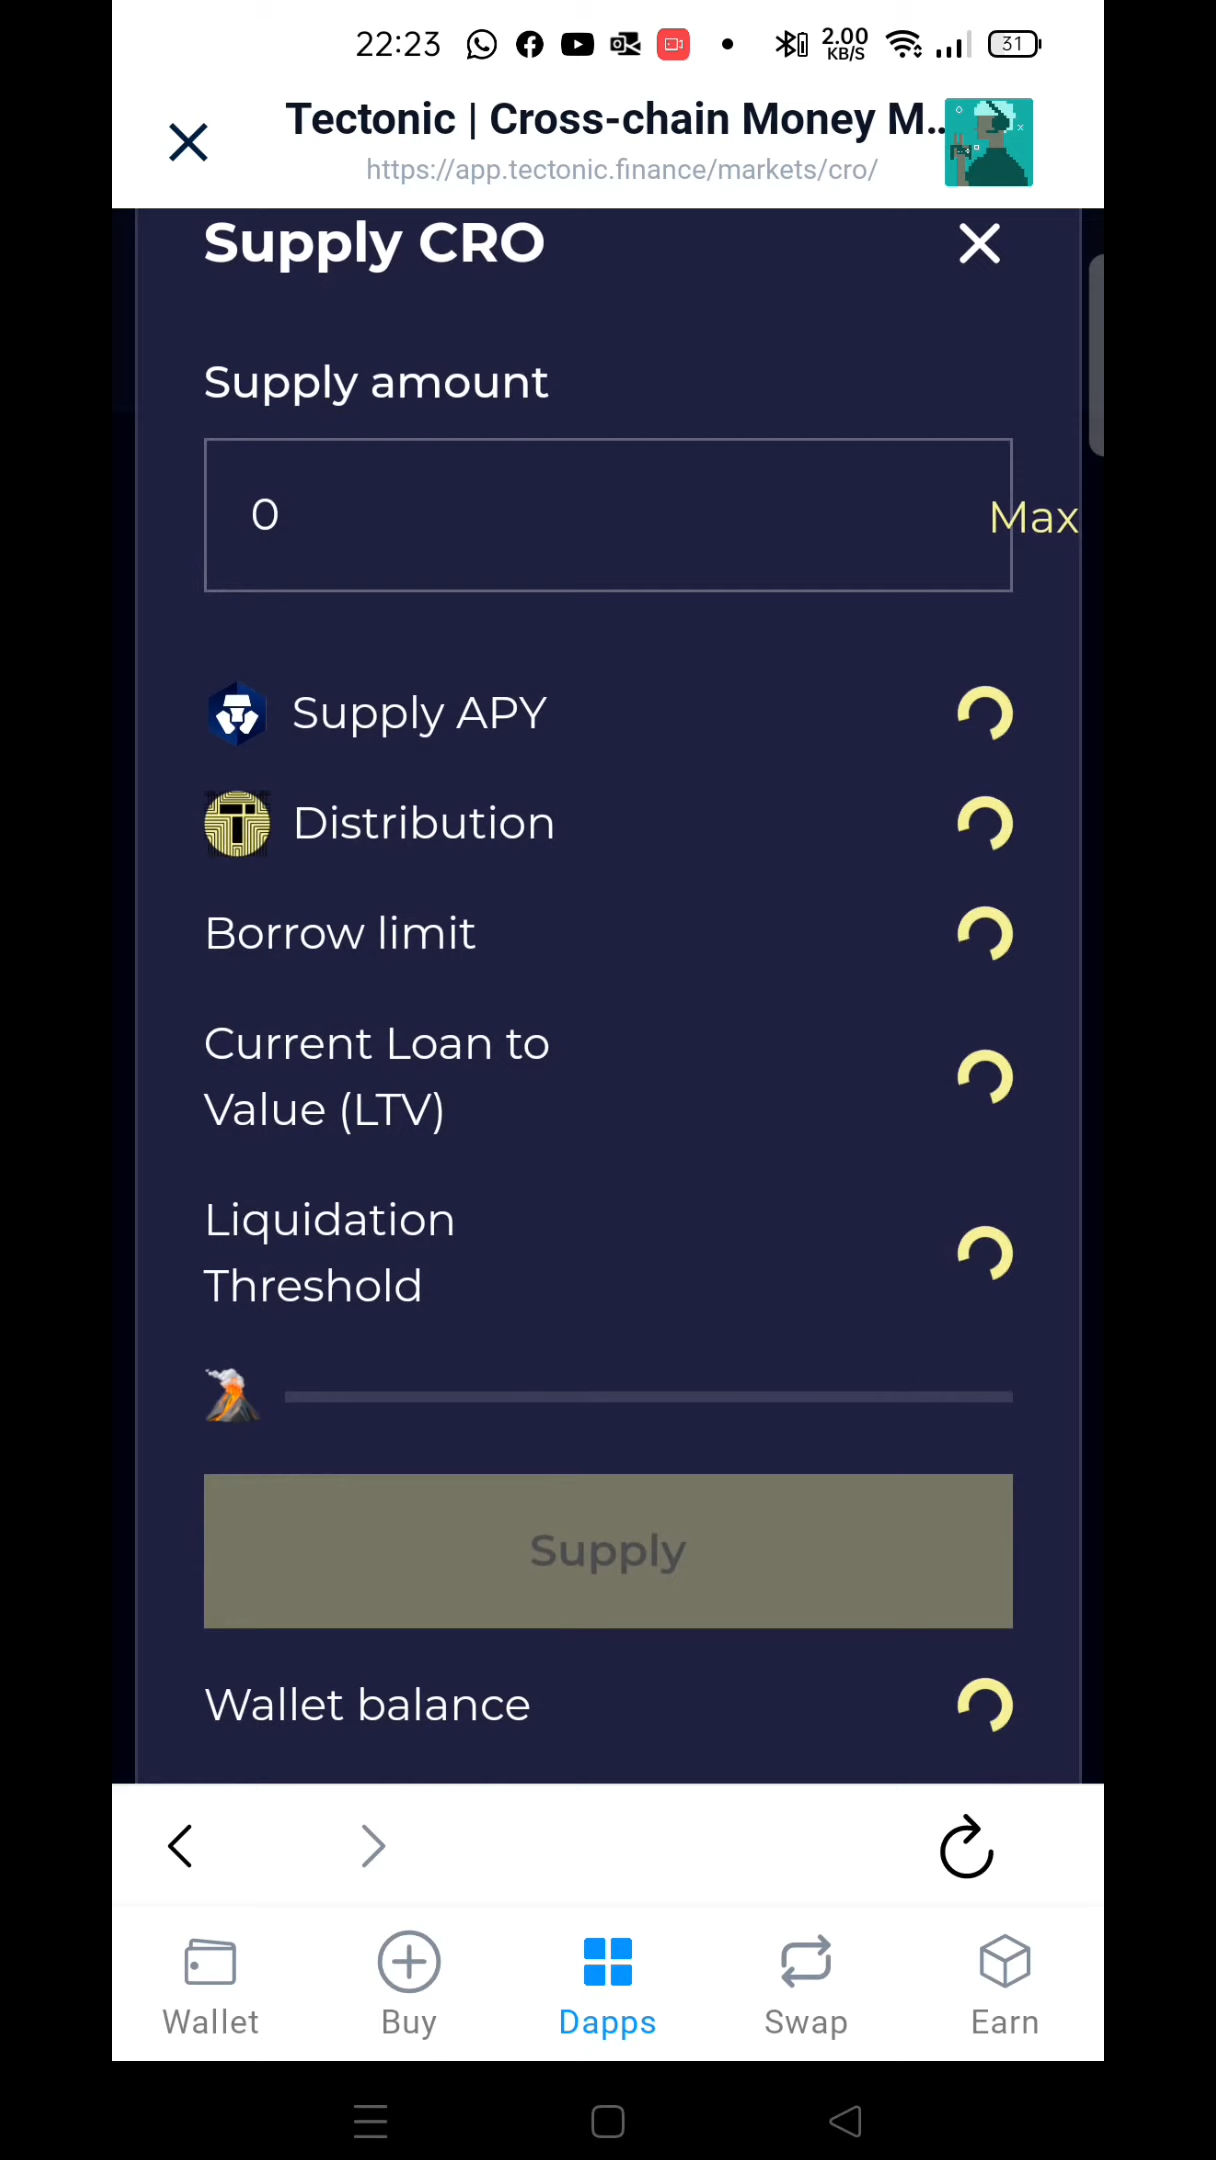 22:23
2.00
KB/S
31
Tectonic | Cross-chain Money M..
https://app.tectonic.finance/markets/cro/
Supply CRO
Supply amount
0
Max
Supply APY
Distribution
Borrow limit
Current Loan to
Value (LTV)
Liquidation
Threshold
Supply
Wallet balance
Wallet
Buy
Dapps
Swap
Earn